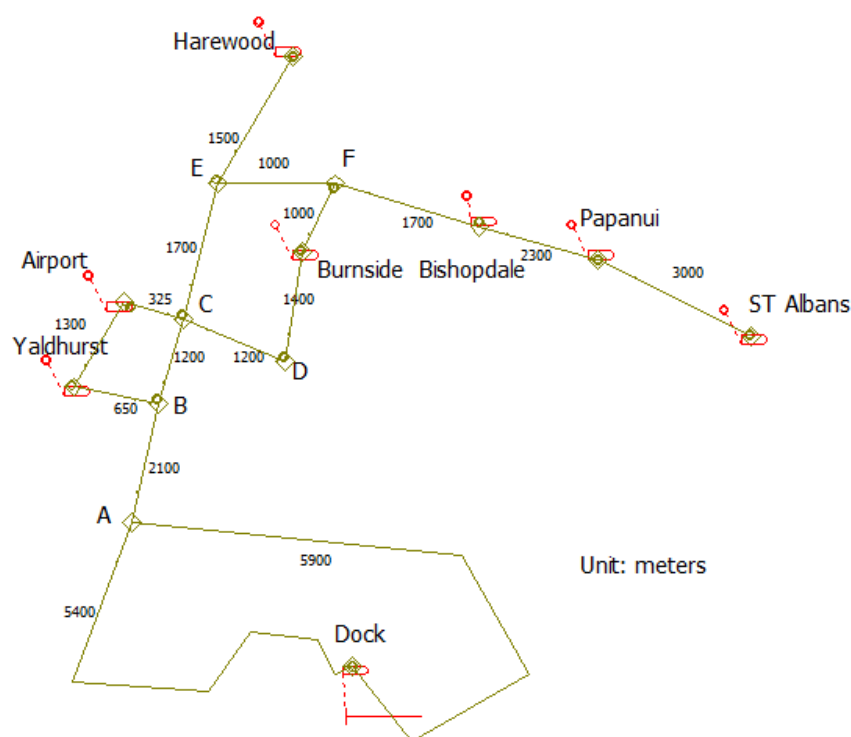 Harewood
1500
E
1000
F
1000
1700
Papanui
Burnside
Bishopdale
2300
3000
1700
Airport
325
C
1400
ST Albans
1300
Yaldhurst
1200
1200
D
650
B
2100
A
5900
Unit: meters
5400
Dock